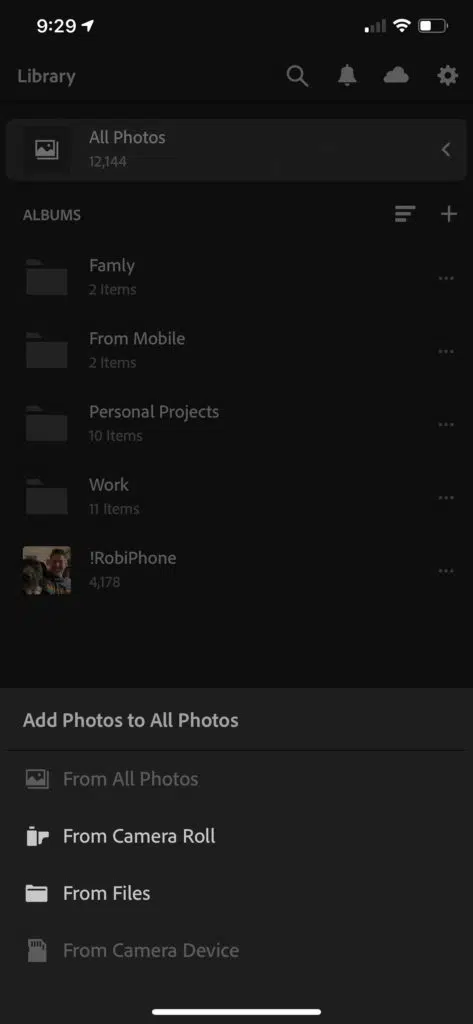 9:29
Library
All Photos
12,144
ALBUMS
Famly
2 Items
From Mobile
2 Items
Personal Projects
10 Items
Work
11 Items
!RobiPhone
4,178
Add Photos to All Photos
From All Photos
From Camera Roll
From Files
From Camera Device